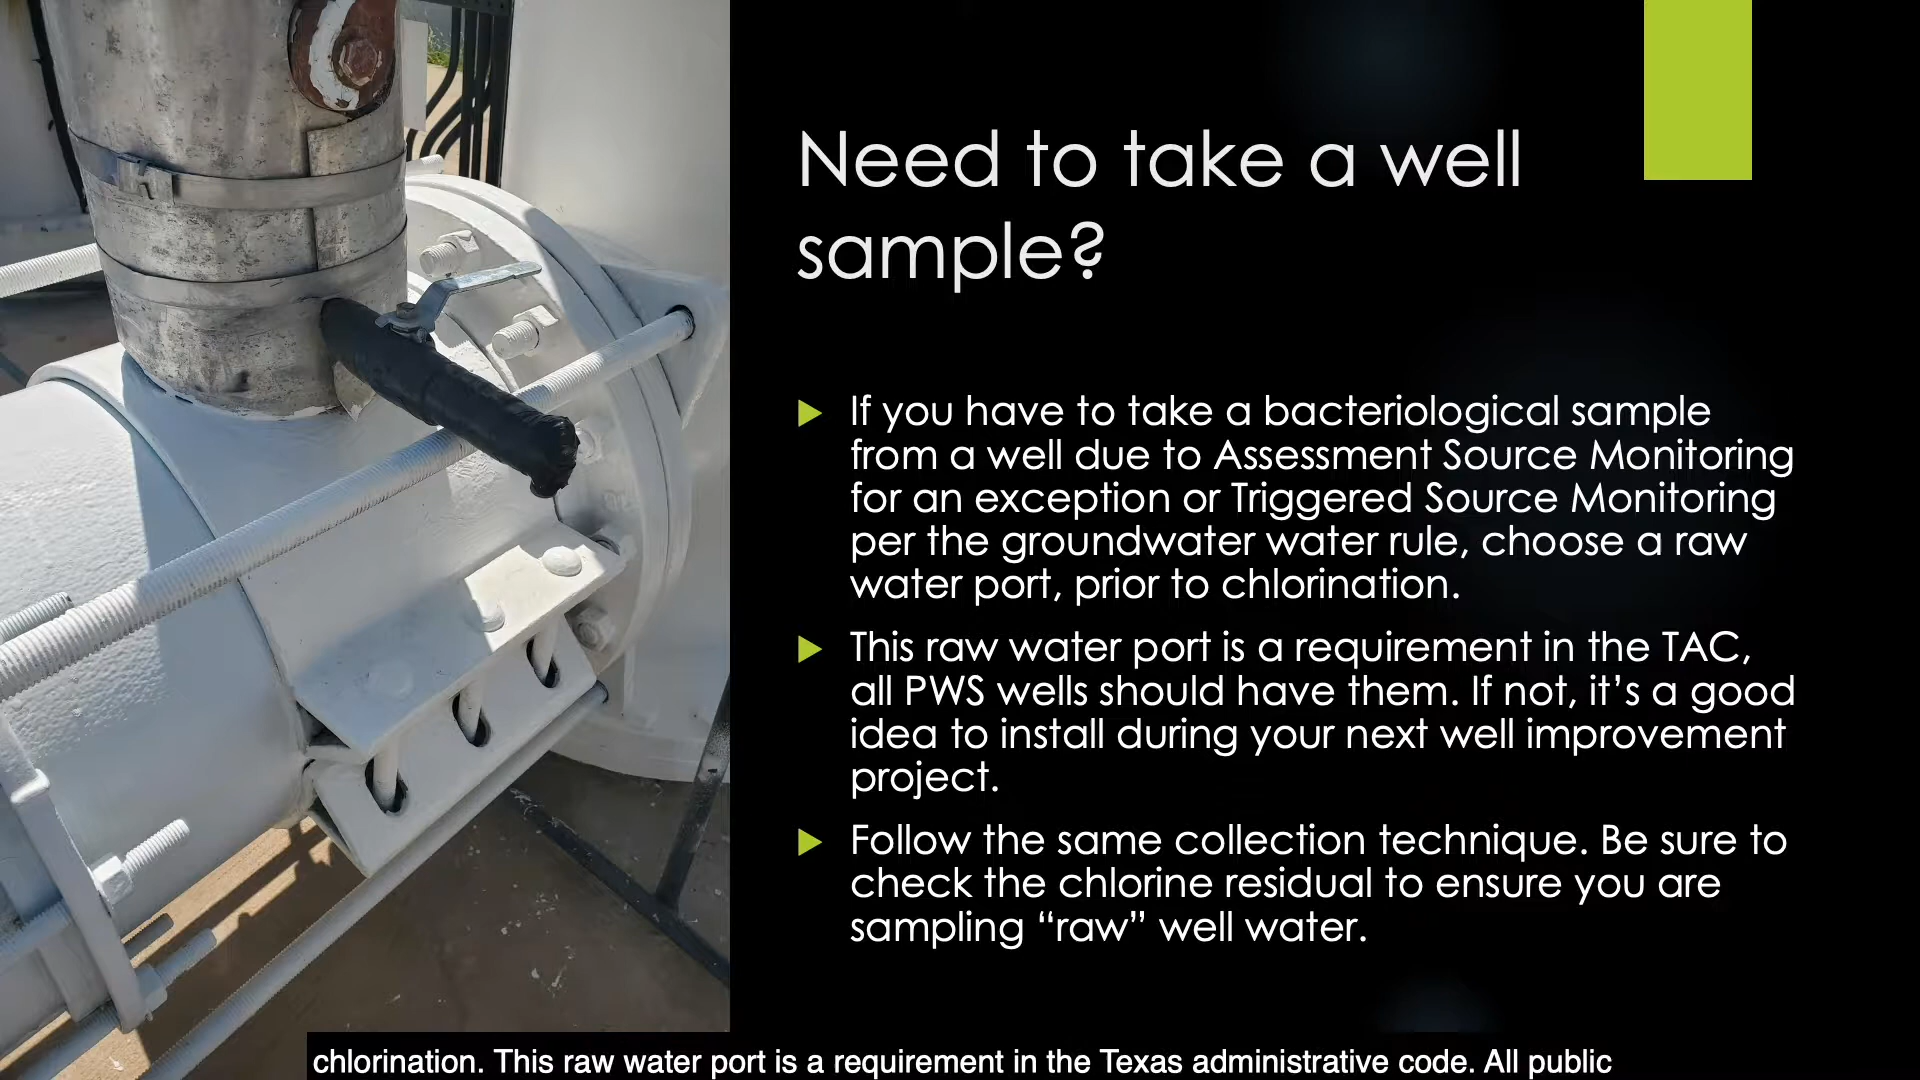 Need to take a well
sample?
If you have to take a bacteriological sample
from a well due to Assessment Source Monitoring
for an exception or Triggered Source Monitoring
per the groundwater water rule, choose a raw
water port, prior to chlorination.
This raw water port is a requirement in the TAC,
all PWS wells should have them. If not, it’s a good
idea to install during your next well improvement
project.
Follow the same collection technique. Be sure to
check the chlorine residual to ensure you are
sampling “raw” well water.
chlorination. This raw water port is a requirement in the Texas administrative code. All public